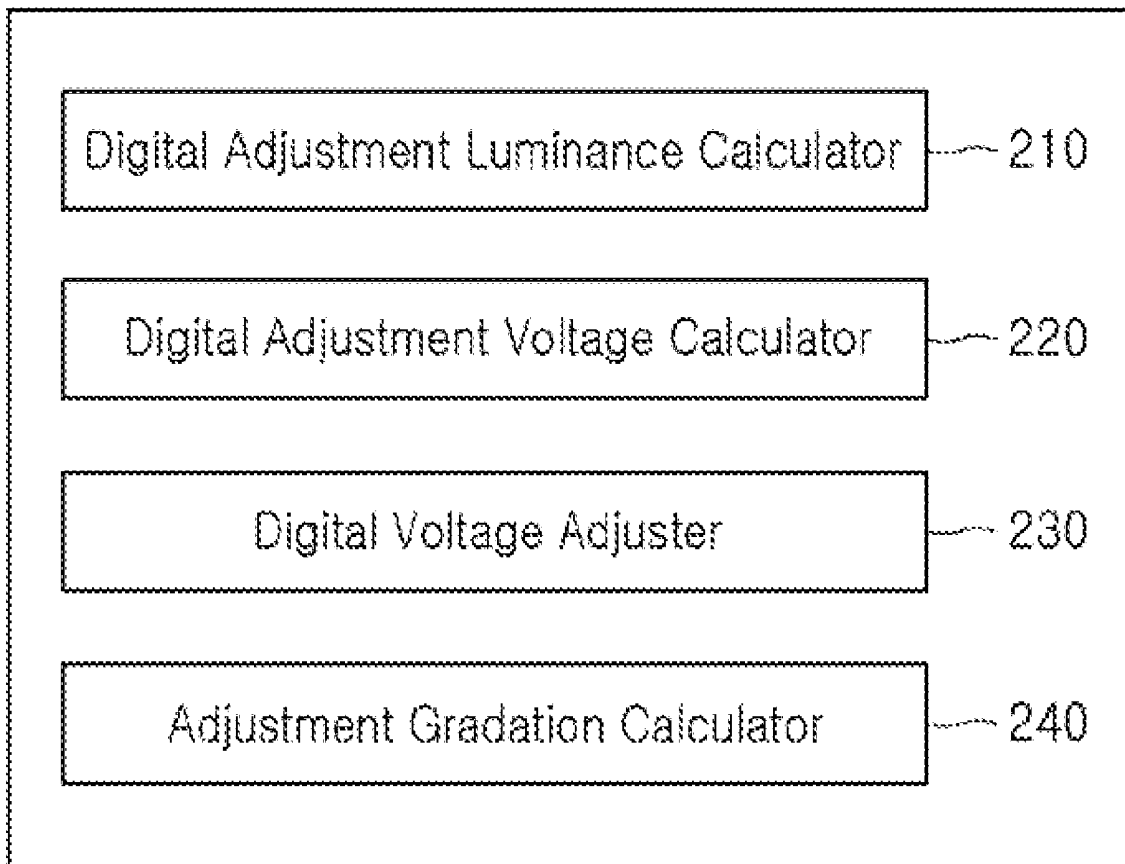 Digital Adjustment Luminance Calculator 210
Digital Adjustment Voltage Calculator 220
Digital Voltage Adjuster 230
Adjustment Gradation Calculator 240